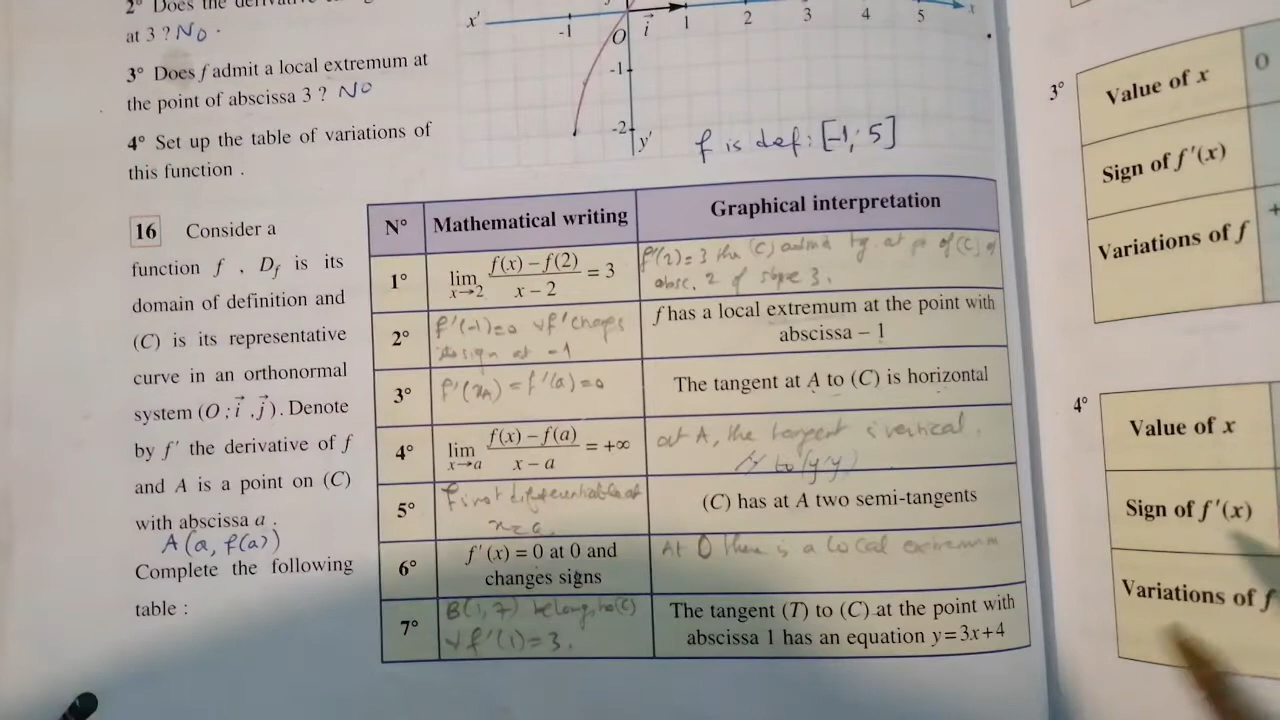 2° Does the
at 3 ? No.
3° Does f admit a local extremum at
the point of abscissa 3 ? NO
4° Set up the table of variations of
this function .
x' -1 O i 1 2 3 4 5 x
-1
-2
y'
f is def: [-1; 5]
16 Consider a
function f . D_f is its
domain of definition and
(C) is its representative
curve in an orthonormal
system (O ; i , j). Denote
by f' the derivative of f
and A is a point on (C)
with abscissa a .
A(a, f(a))
Complete the following
table :
N° Mathematical writing Graphical interpretation
1° lim x→2 f(x) − f(2) / x − 2 = 3
f'(2)=3 the (C) admit tg at pt of (C) of
absc. 2 of slope 3.
2° f'(-1)=0 f' changes
sign at -1
f has a local extremum at the point with
abscissa − 1
3° f'(x_A) = f'(a) = 0 The tangent at A to (C) is horizontal
4° lim x→a f(x) − f(a) / x − a = +∞
at A, the tangent is vertical.
to (y'y)
5° f is not differentiable at
x = a.
(C) has at A two semi-tangents
6° f'(x) = 0 at 0 and
changes signs
At 0 there is a local extremum
7° B(1, 7) belongs to (C)
f'(1) = 3.
The tangent (T) to (C) at the point with
abscissa 1 has an equation y = 3x + 4
3° Value of x 0
Sign of f'(x)
Variations of f +
4° Value of x
Sign of f'(x)
Variations of f